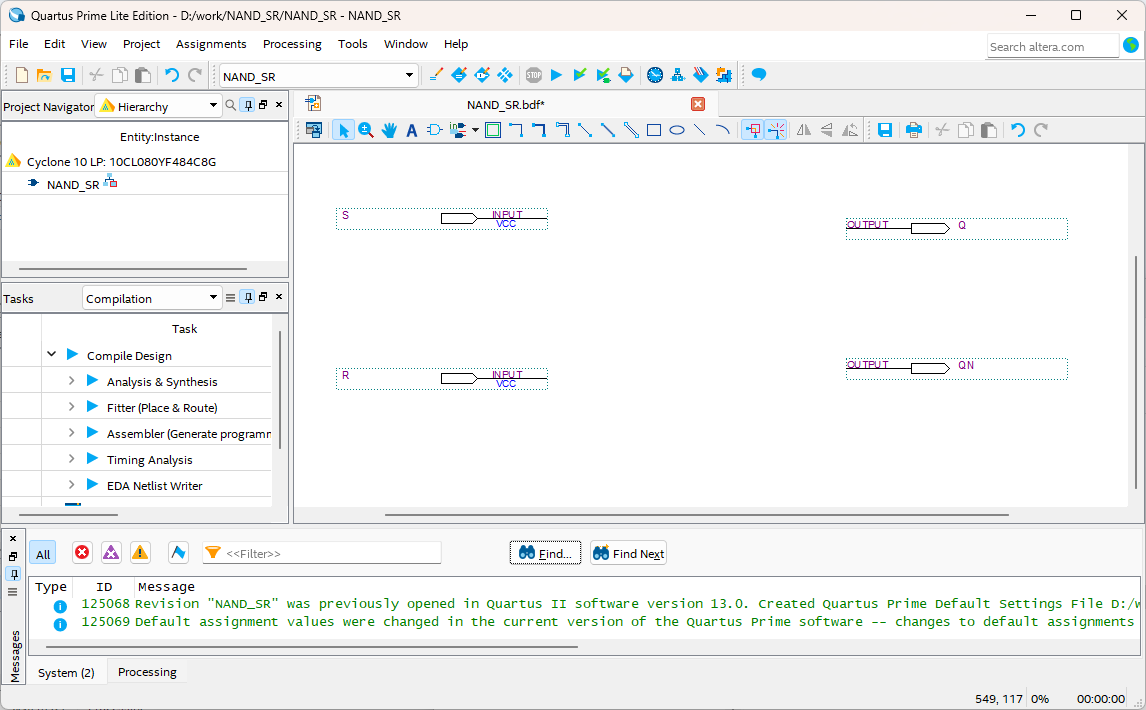 Quartus Prime Lite Edition - D:/work/NAND_SR/NAND_SR - NAND_SR
File Edit View Project Assignments Processing Tools Window Help
Search altera.com
STOP
NAND_SR
Project Navigator Hierarchy
Entity:Instance
Cyclone 10 LP: 10CL080YF484C8G
NAND_SR
Tasks Compilation
Task
Compile Design
Analysis & Synthesis
Fitter (Place & Route)
Assembler (Generate programm
Timing Analysis
EDA Netlist Writer
NAND_SR.bdf*
S INPUT
VCC
OUTPUT Q
R INPUT
VCC
OUTPUT QN
All <<Filter>> Find... Find Next
Type ID Message
125068 Revision "NAND_SR" was previously opened in Quartus II software version 13.0. Created Quartus Prime Default Settings File D:/w
125069 Default assignment values were changed in the current version of the Quartus Prime software -- changes to default assignments
Messages
System (2) Processing
549, 117 0% 00:00:00